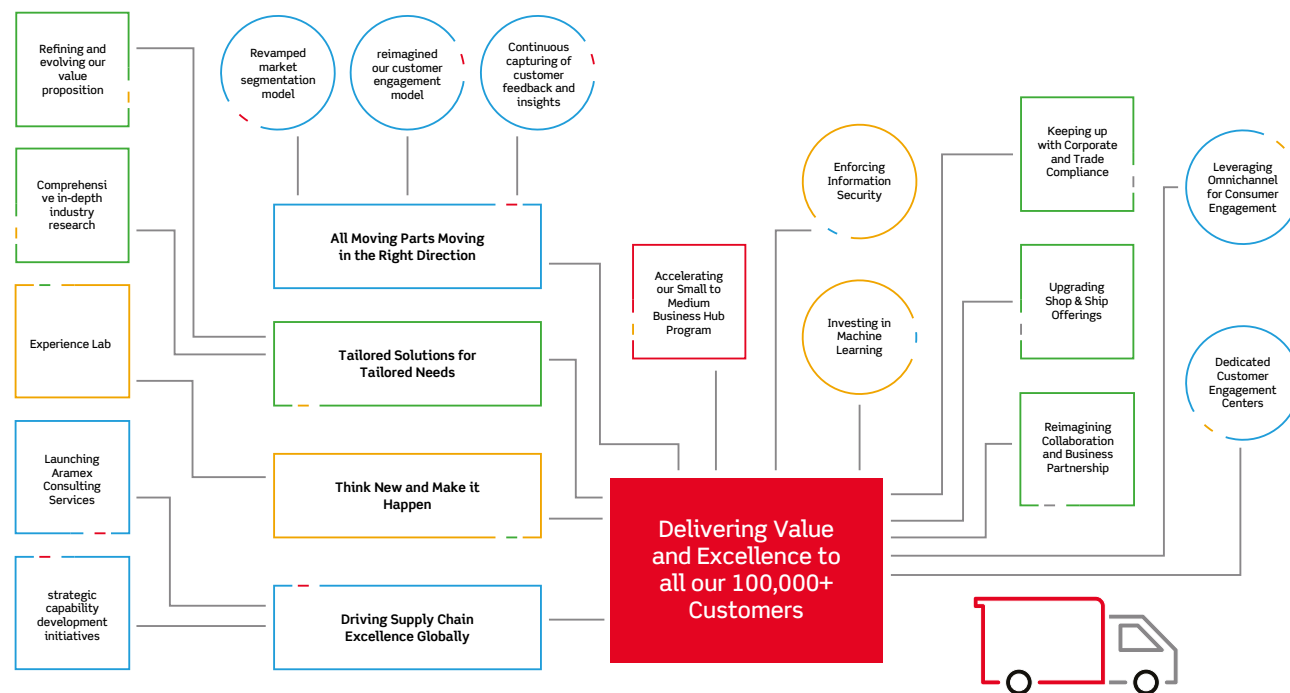 Refining and
evolving our
value
proposition
Comprehensi
ve in-depth
industry
research
Experience Lab
Launching
Aramex
Consulting
Services
strategic
capability
development
initiatives
Revamped
market
segmentation
model
reimagined
our customer
engagement
model
Continuous
capturing of
customer
feedback and
insights
All Moving Parts Moving
in the Right Direction
Tailored Solutions for
Tailored Needs
Think New and Make it
Happen
Driving Supply Chain
Excellence Globally
Accelerating
our Small to
Medium
Business Hub
Program
Enforcing
Information
Security
Investing in
Machine
Learning
Delivering Value
and Excellence to
all our 100,000+
Customers
Keeping up
with Corporate
and Trade
Compliance
Upgrading
Shop & Ship
Offerings
Reimagining
Collaboration
and Business
Partnership
Leveraging
Omnichannel
for Consumer
Engagement
Dedicated
Customer
Engagement
Centers